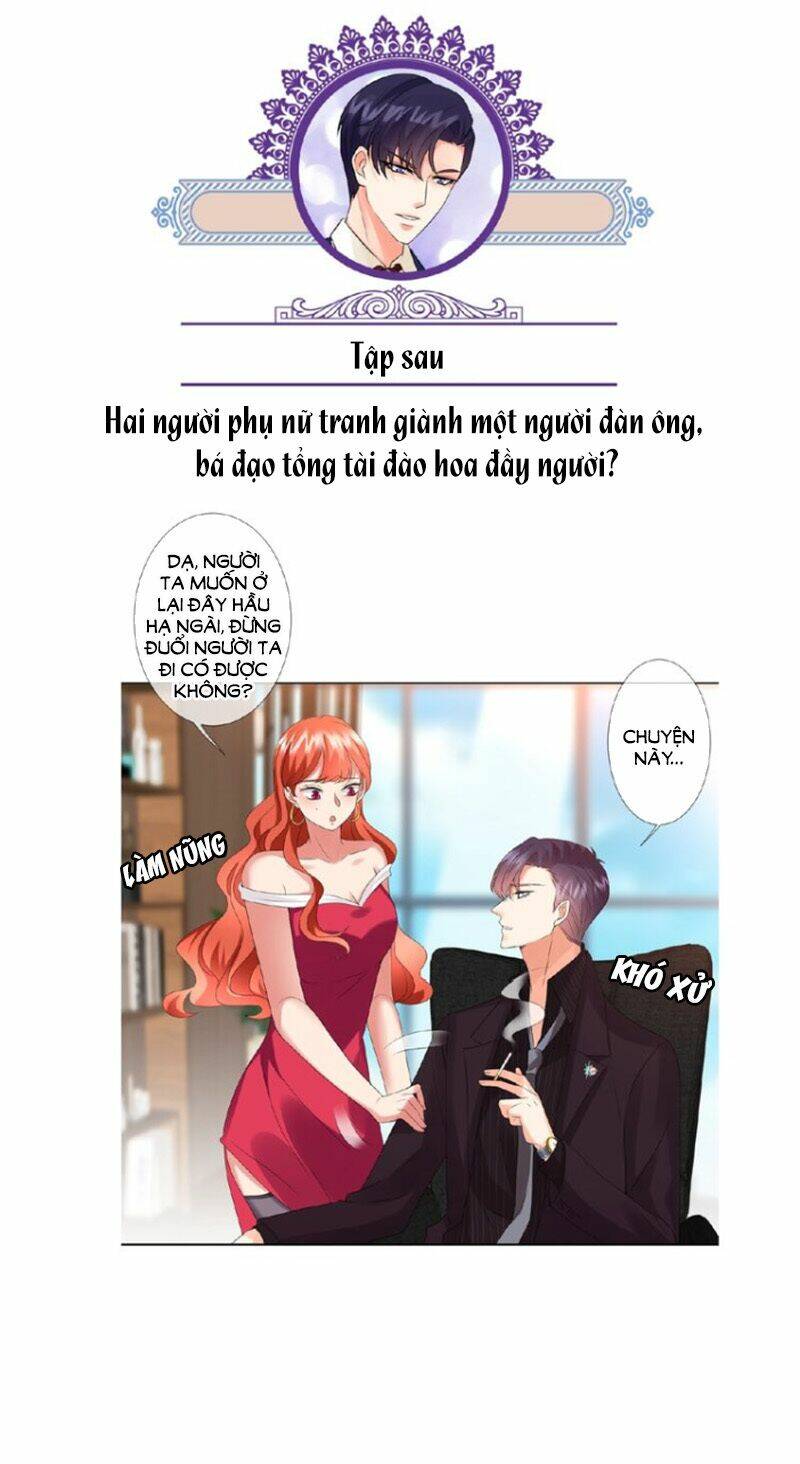 Tập sau
Hai người phụ nữ tranh giành một người đàn ông,
bá đạo tổng tài đào hoa đầy người?
DẠ, NGƯỜI
TA MUỐN Ở
LẠI ĐÂY HẦU
HẠ NGÀI, ĐỪNG
ĐUỔI NGƯỜI TA
ĐI CÓ ĐƯỢC
KHÔNG?
CHUYỆN
NÀY...
LÀM NŨNG
KHÓ XỬ